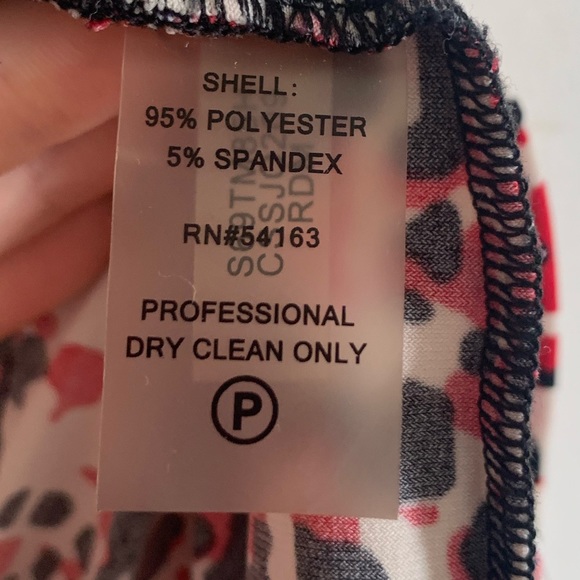 SHELL:
95% POLYESTER
5% SPANDEX
RN#54163
PROFESSIONAL
DRY CLEAN ONLY
P